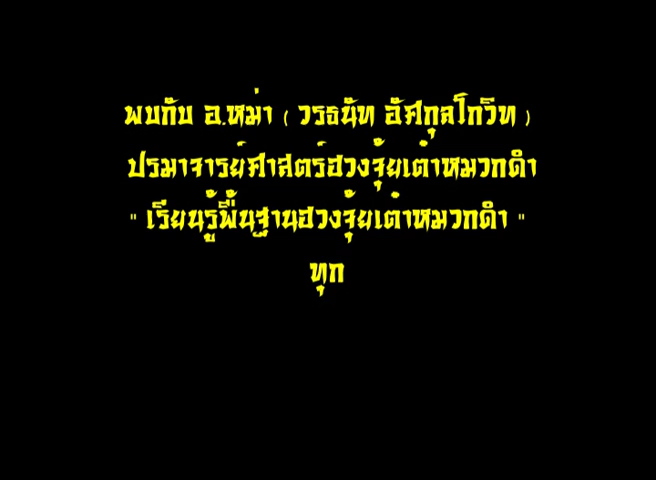 พบกับ อ.หม่า ( วรธนัท อัศกุลโกวิท )
ปรมาจารย์ศาสตร์ฮวงจุ้ยเต๋าหมวกดำ
" เรียนรู้พื้นฐานฮวงจุ้ยเต๋าหมวกดำ "
ทุก